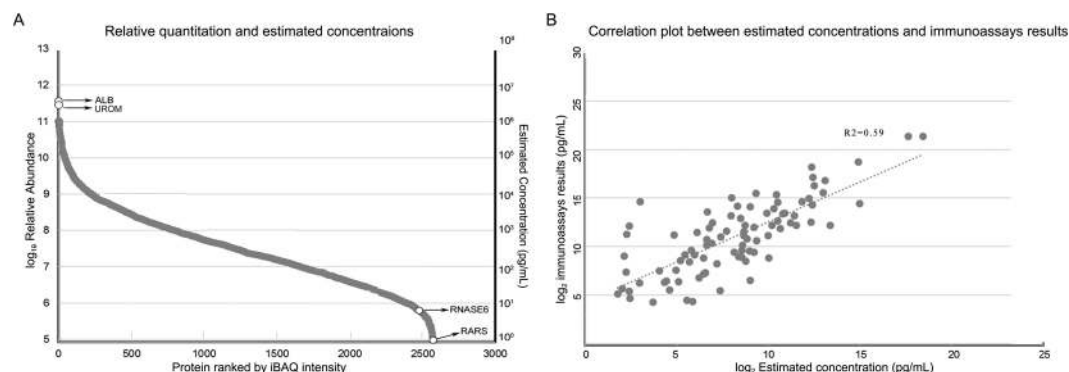 A
Relative quantitation and estimated concentraions
13
12
11
10
9
8
7
6
5
log₁₀ Relative Abundance
ALB
UROM
RNASE6
RARS
10⁸
10⁷
10⁶
10⁵
10⁴
10³
10²
10¹
10⁰
Estimated Concentration (pg/mL)
0
500
1000
1500
2000
2500
3000
Protein ranked by iBAQ intensity
B
Correlation plot between estimated concentrations and immunoassays results
30
25
20
15
10
5
log₂ immunoassays results (pg/mL)
R2=0.59
0
5
10
15
20
25
log₂ Estimated concentration (pg/mL)